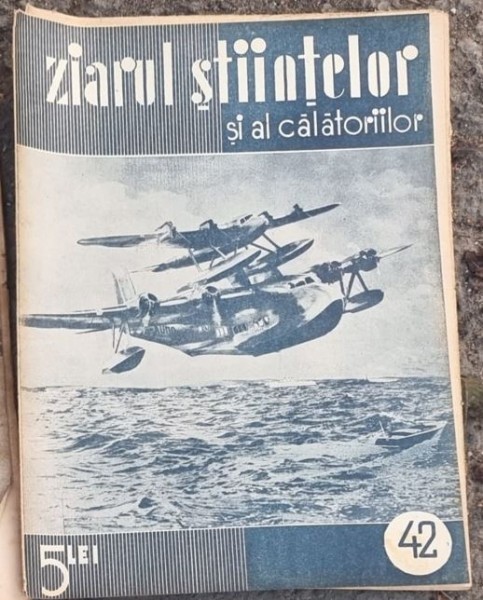 ziarul științelor
și al călătoriilor
5 LEI
42